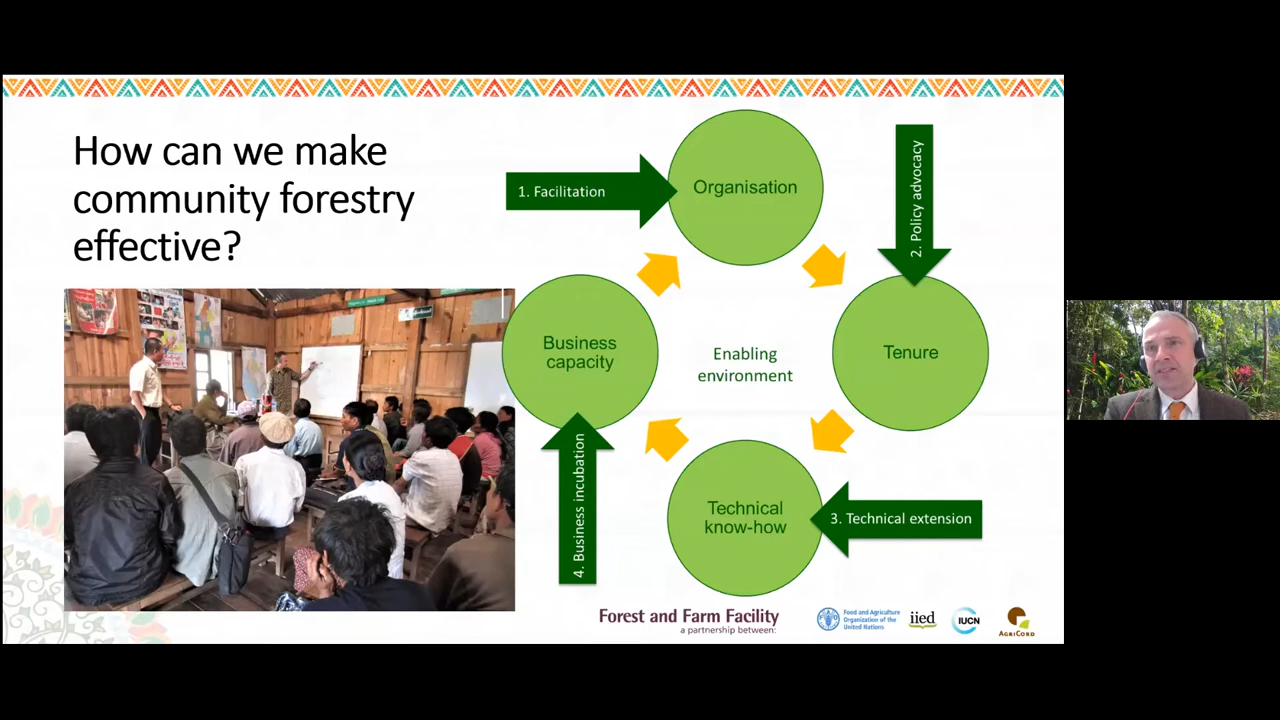 How can we make
community forestry
effective?
1. Facilitation
Organisation
2. Policy advocacy
Business
capacity
Enabling
environment
Tenure
4. Business incubation
Technical
know-how
3. Technical extension
Forest and Farm Facility
a partnership between:
Food and Agriculture
Organization of the
United Nations
iied
IUCN
AGRICORD